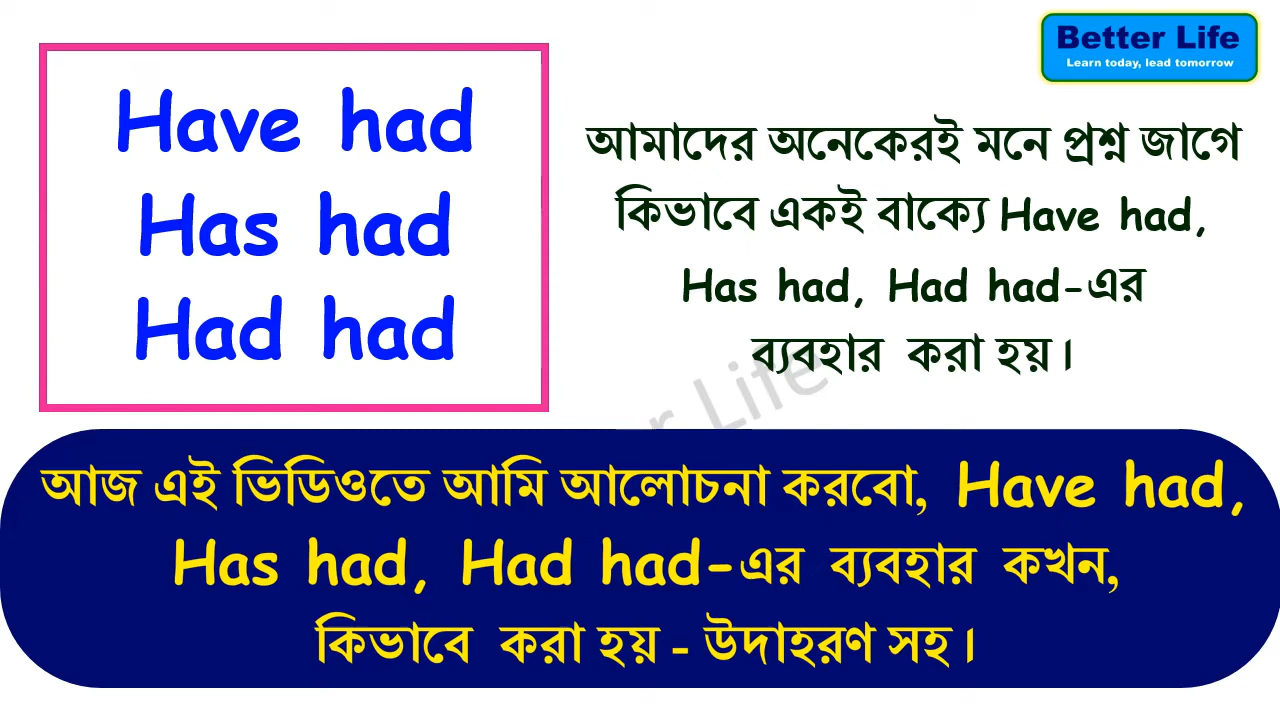 Have had
Has had
Had had
Better Life
Learn today, lead tomorrow
আমাদের অনেকেরই মনে প্রশ্ন জাগে
কিভাবে একই বাক্যে Have had,
Has had, Had had-এর
ব্যবহার করা হয়।
r Life
আজ এই ভিডিওতে আমি আলোচনা করবো, Have had,
Has had, Had had-এর ব্যবহার কখন,
কিভাবে করা হয় - উদাহরণ সহ।